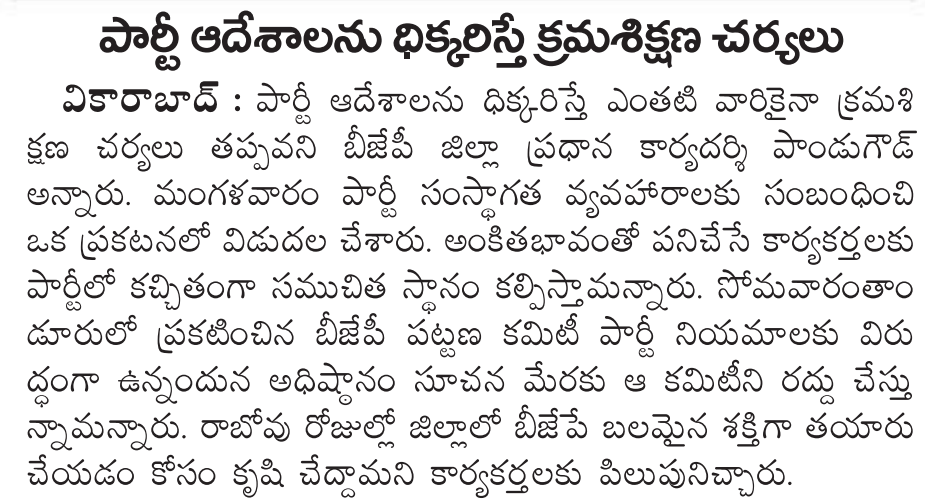 పార్టీ ఆదేశాలను ధిక్కరిస్తే క్రమశిక్షణ చర్యలు
వికారాబాద్ : పార్టీ ఆదేశాలను ధిక్కరిస్తే ఎంతటి వారికైనా క్రమశి
క్షణ చర్యలు తప్పవని బీజేపీ జిల్లా ప్రధాన కార్యదర్శి పాండుగౌడ్
అన్నారు. మంగళవారం పార్టీ సంస్థాగత వ్యవహారాలకు సంబంధించి
ఒక ప్రకటనలో విడుదల చేశారు. అంకితభావంతో పనిచేసే కార్యకర్తలకు
పార్టీలో కచ్చితంగా సముచిత స్థానం కల్పిస్తామన్నారు. సోమవారంతాం
డూరులో ప్రకటించిన బీజేపీ పట్టణ కమిటీ పార్టీ నియమాలకు విరు
ద్ధంగా ఉన్నందున అధిష్ఠానం సూచన మేరకు ఆ కమిటీని రద్దు చేస్తు
న్నామన్నారు. రాబోవు రోజుల్లో జిల్లాలో బీజేపే బలమైన శక్తిగా తయారు
చేయడం కోసం కృషి చేద్దామని కార్యకర్తలకు పిలుపునిచ్చారు.